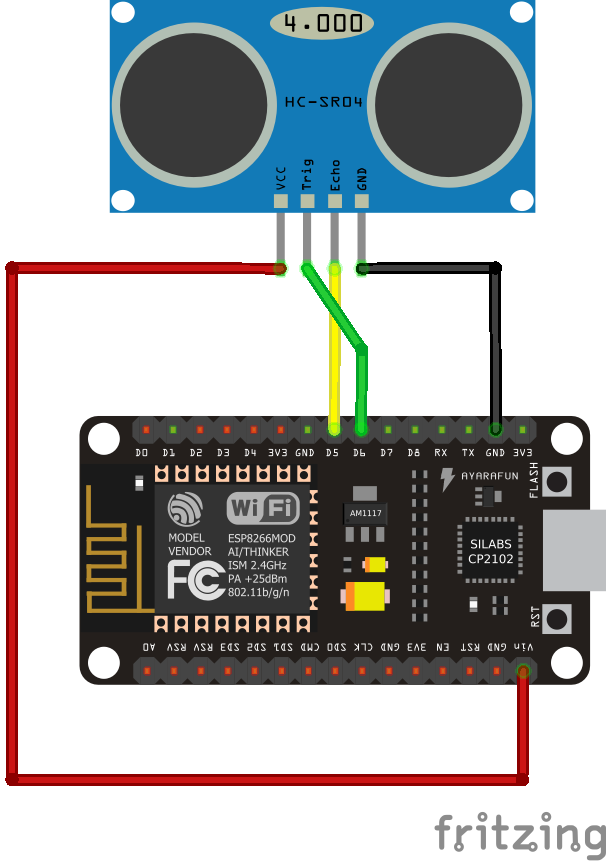 4.000
HC-SR04
VCC Trig Echo GND
D0 D1 D2 D3 D4 3V3 GND D5 D6 D7 D8 RX TX GND 3V3
FLASH
AYARAFUN
WiFi
MODEL
VENDOR
ESP8266MOD
AI/THINKER
ISM 2.4GHz
PA +25dBm
802.11b/g/n
FC
AM1117
SILABS
CP2102
RST
A0 RSV RSV SD3 SD2 SD1 CMD SD0 CLK GND 3V3 EN RST GND Vin
fritzing